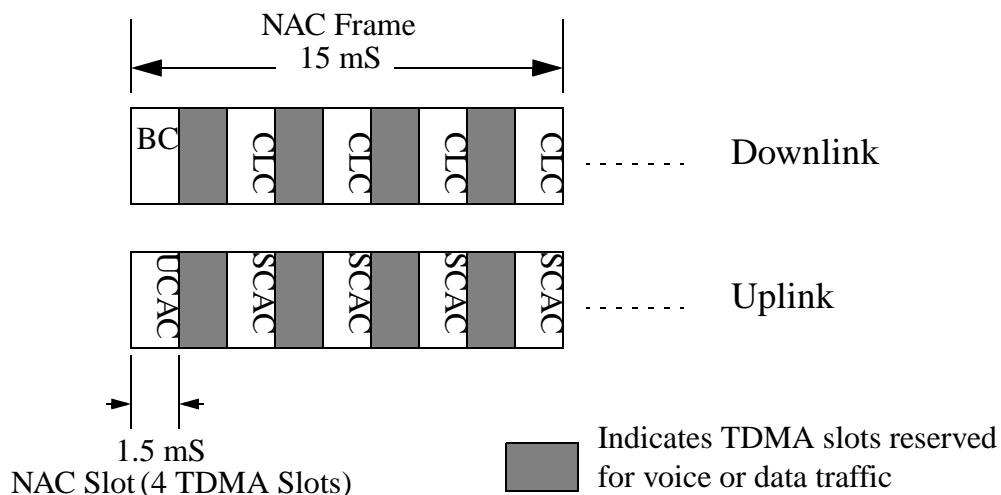 NAC Frame
15 mS
BC CLC CLC CLC CLC Downlink
UCAC SCAC SCAC SCAC SCAC Uplink
1.5 mS
NAC Slot (4 TDMA Slots)
Indicates TDMA slots reserved
for voice or data traffic